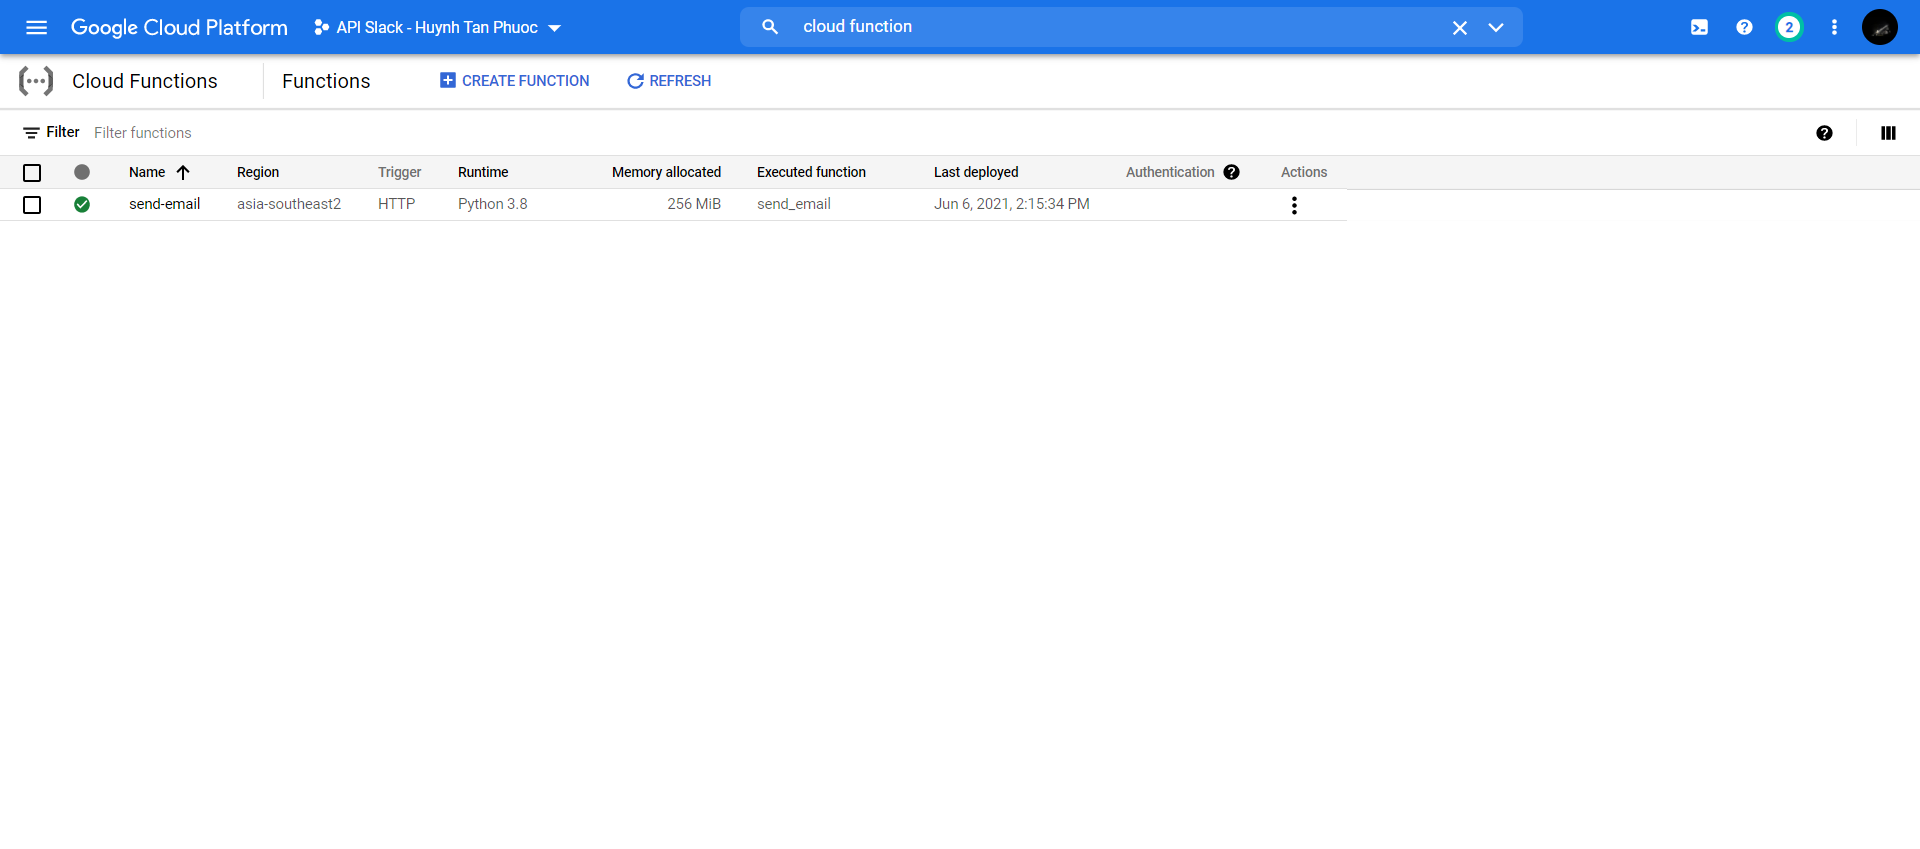 Google Cloud Platform API Slack - Huynh Tan Phuoc cloud function 2
Cloud Functions Functions CREATE FUNCTION REFRESH
Filter Filter functions
Name Region Trigger Runtime Memory allocated Executed function Last deployed Authentication Actions
send-email asia-southeast2 HTTP Python 3.8 256 MiB send_email Jun 6, 2021, 2:15:34 PM